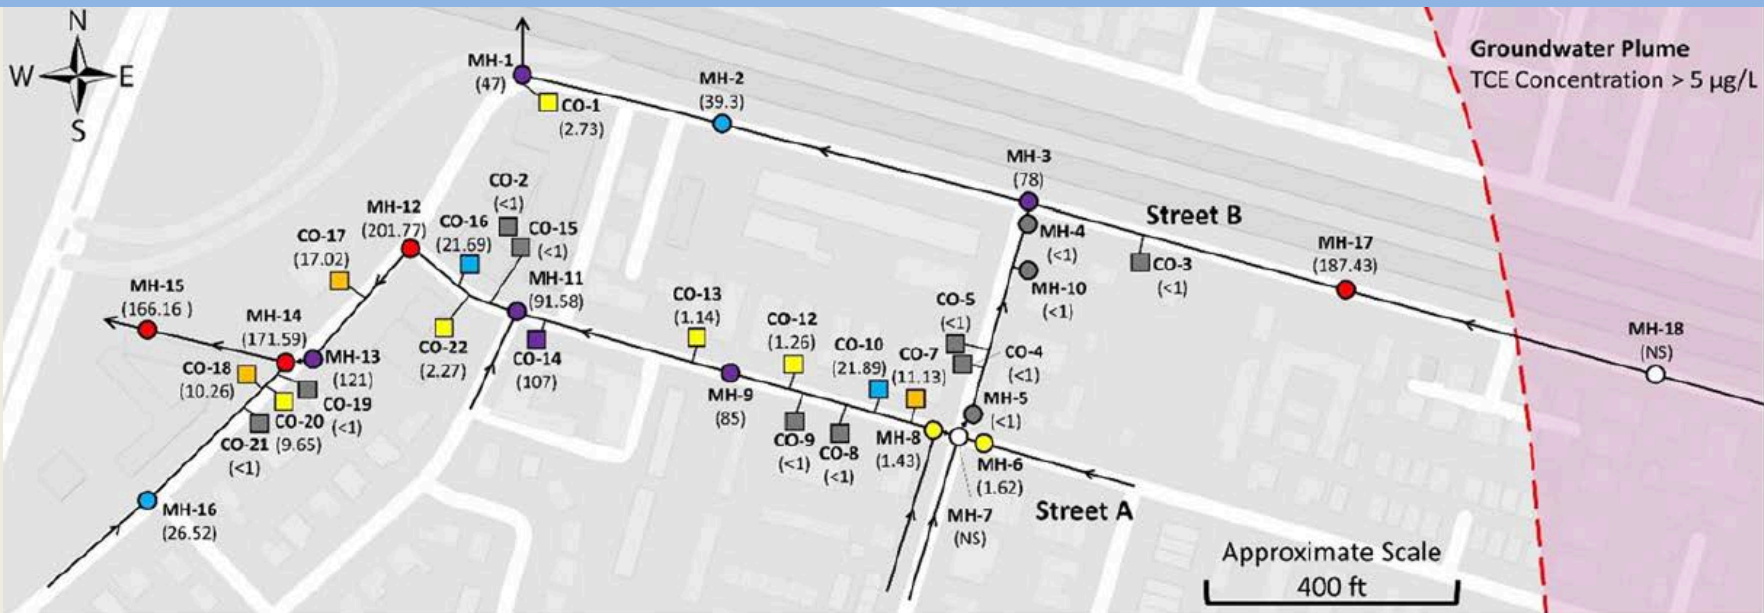 N
W
E
S
MH-1
(47)
CO-1
(2.73)
MH-2
(39.3)
Groundwater Plume
TCE Concentration > 5 µg/L
MH-3
(78)
Street B
MH-4
(<1)
MH-10
(<1)
CO-3
(<1)
MH-17
(187.43)
MH-18
(NS)
CO-2
(<1)
CO-15
(<1)
CO-16
(21.69)
MH-12
(201.77)
CO-17
(17.02)
MH-11
(91.58)
MH-15
(166.16 )
MH-14
(171.59)
MH-13
(121)
CO-18
(10.26)
CO-19
(<1)
CO-20
(9.65)
CO-21
(<1)
MH-16
(26.52)
CO-22
(2.27)
CO-14
(107)
CO-13
(1.14)
CO-12
(1.26)
MH-9
(85)
CO-10
(21.89)
CO-7
(11.13)
CO-5
(<1)
CO-4
(<1)
MH-5
(<1)
CO-9
(<1)
CO-8
(<1)
MH-8
(1.43)
MH-6
(1.62)
MH-7
(NS)
Street A
Approximate Scale
400 ft